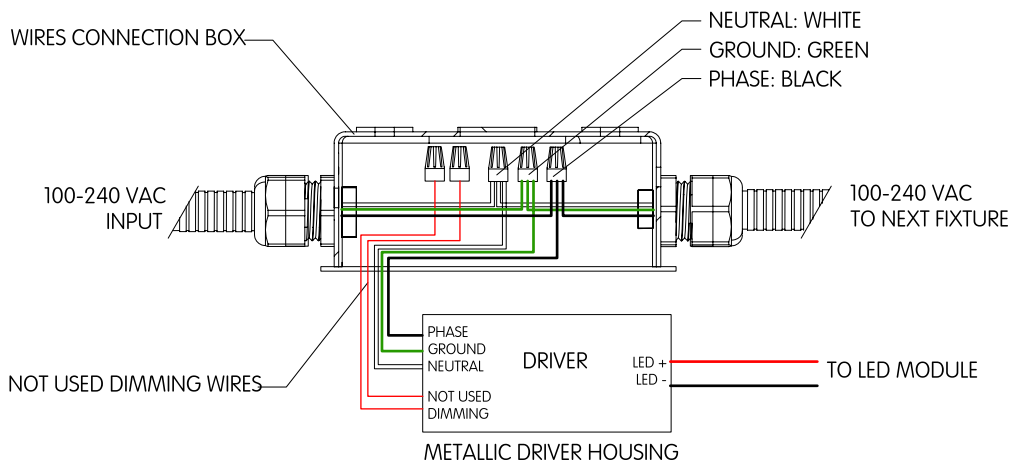 NEUTRAL: WHITE
WIRES CONNECTION BOX
GROUND: GREEN
PHASE: BLACK
100-240 VAC
INPUT
100-240 VAC
TO NEXT FIXTURE
PHASE
GROUND
NEUTRAL
DRIVER
LED +
LED -
TO LED MODULE
NOT USED DIMMING WIRES
NOT USED
DIMMING
METALLIC DRIVER HOUSING